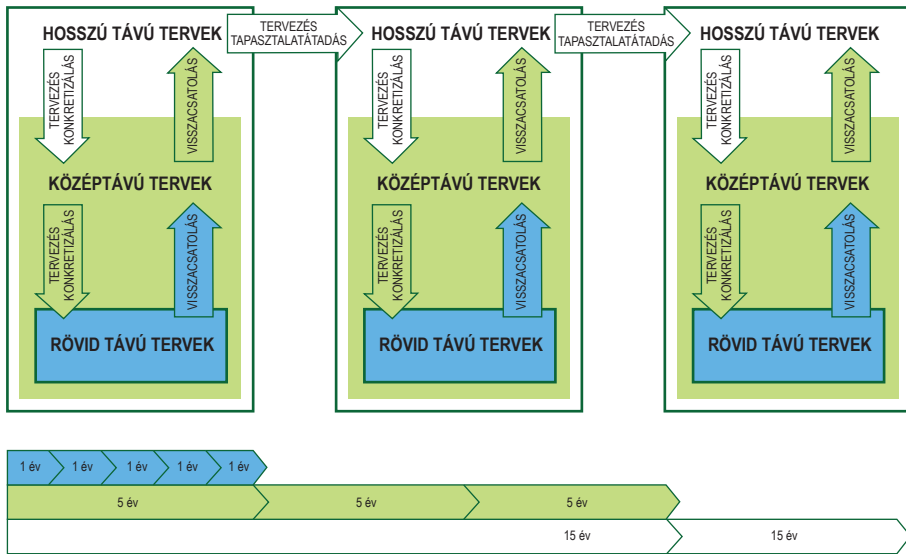 HOSSZÚ TÁVÚ TERVEK
TERVEZÉS
TAPASZTALATÁTADÁS
HOSSZÚ TÁVÚ TERVEK
TERVEZÉS
TAPASZTALATÁTADÁS
HOSSZÚ TÁVÚ TERVEK
TERVEZÉS
KONKRETIZÁLÁS
VISSZACSATOLÁS
TERVEZÉS
KONKRETIZÁLÁS
VISSZACSATOLÁS
TERVEZÉS
KONKRETIZÁLÁS
VISSZACSATOLÁS
KÖZÉPTÁVÚ TERVEK
KÖZÉPTÁVÚ TERVEK
KÖZÉPTÁVÚ TERVEK
TERVEZÉS
KONKRETIZÁLÁS
VISSZACSATOLÁS
TERVEZÉS
KONKRETIZÁLÁS
VISSZACSATOLÁS
TERVEZÉS
KONKRETIZÁLÁS
VISSZACSATOLÁS
RÖVID TÁVÚ TERVEK
RÖVID TÁVÚ TERVEK
RÖVID TÁVÚ TERVEK
1 év 1 év 1 év 1 év 1 év
5 év 5 év 5 év
15 év 15 év